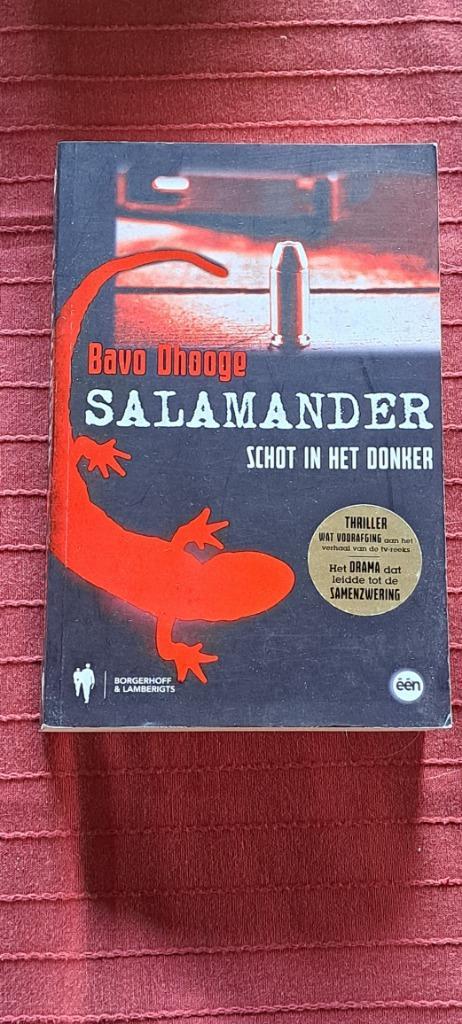 Bavo Dhooge
SALAMANDER
SCHOT IN HET DONKER
THRILLER
WAT VOORAFGING aan het
verhaal van de tv-reeks
Het DRAMA dat
leidde tot de
SAMENZWERING
BORGERHOFF
& LAMBERIGTS
één